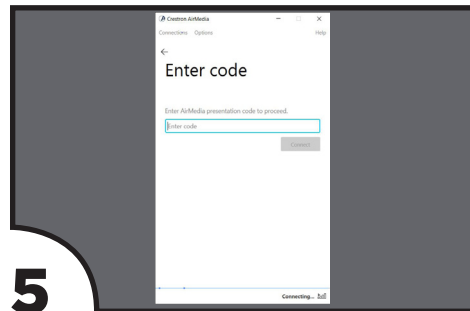 Crestron AirMedia
Connections Options Help
Enter code
Enter AirMedia presentation code to proceed.
Enter code
Connect
Connecting...
5